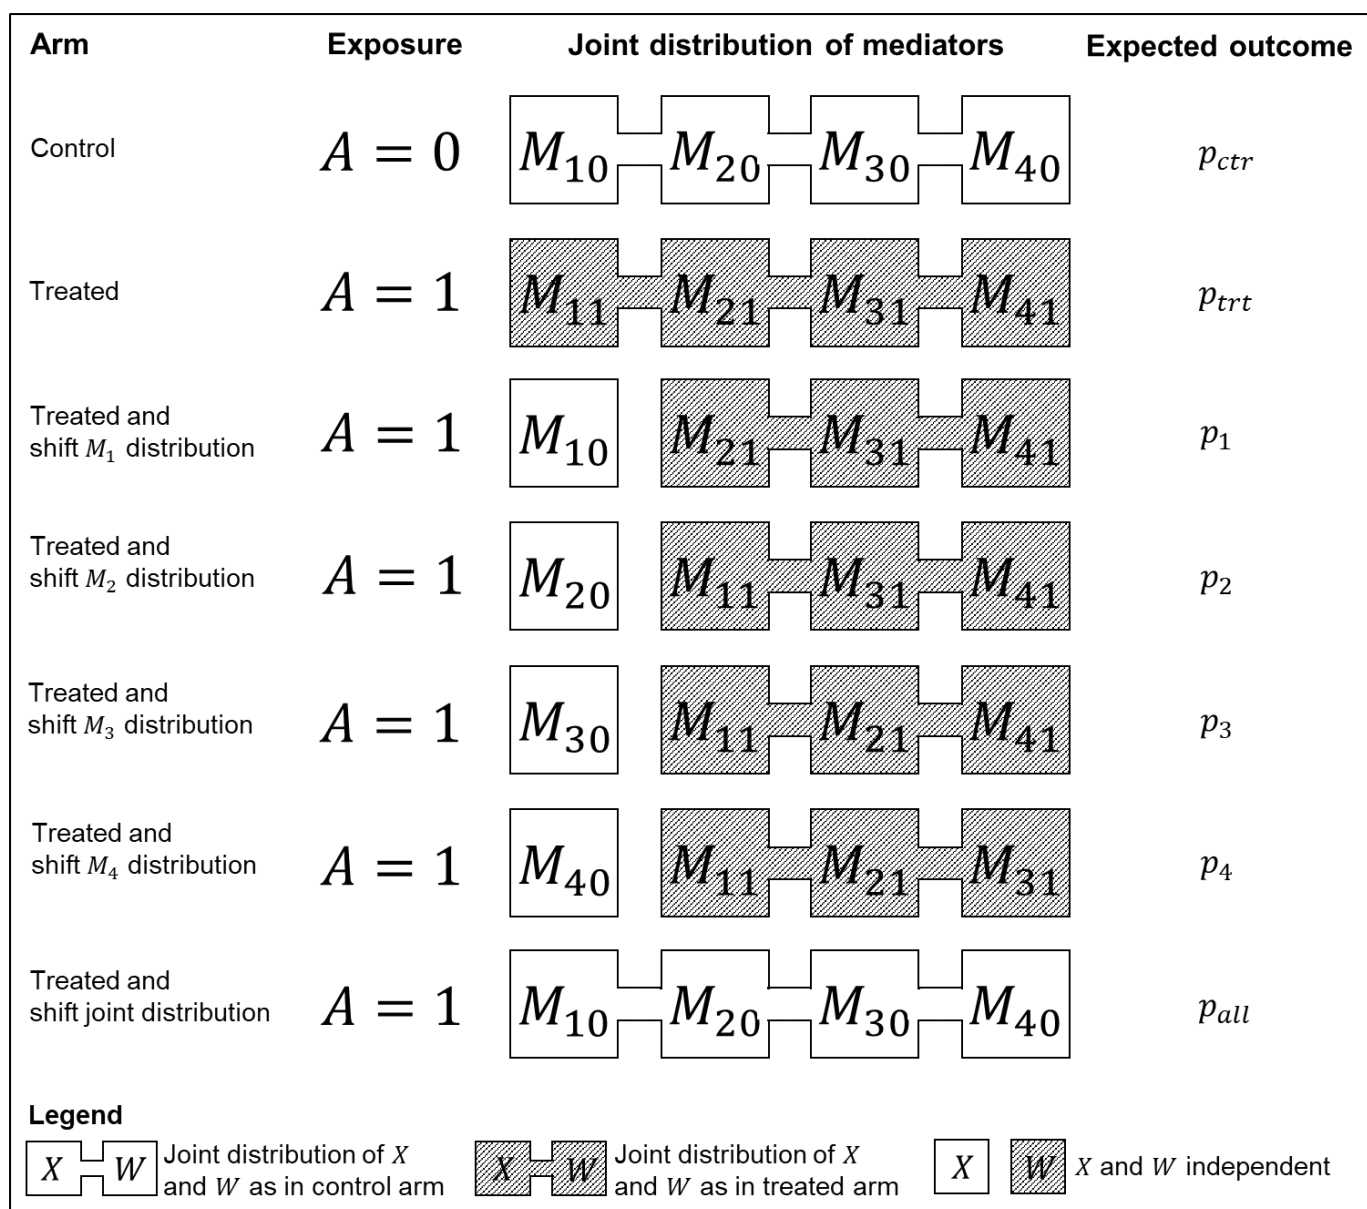 Arm Exposure Joint distribution of mediators Expected outcome
Control A = 0 M₁₀ M₂₀ M₃₀ M₄₀ p_ctr
Treated A = 1 M₁₁ M₂₁ M₃₁ M₄₁ p_trt
Treated and
shift M₁ distribution A = 1 M₁₀ M₂₁ M₃₁ M₄₁ p₁
Treated and
shift M₂ distribution A = 1 M₂₀ M₁₁ M₃₁ M₄₁ p₂
Treated and
shift M₃ distribution A = 1 M₃₀ M₁₁ M₂₁ M₄₁ p₃
Treated and
shift M₄ distribution A = 1 M₄₀ M₁₁ M₂₁ M₃₁ p₄
Treated and
shift joint distribution A = 1 M₁₀ M₂₀ M₃₀ M₄₀ p_all
Legend
X W Joint distribution of X
and W as in control arm
X W Joint distribution of X
and W as in treated arm
X W X and W independent